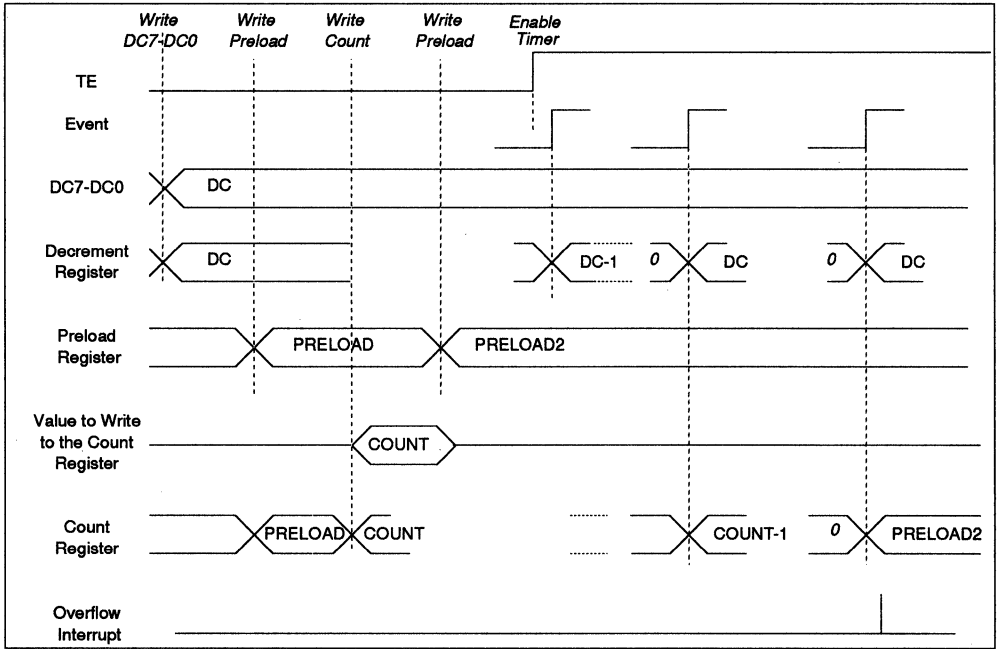 Write Write Write Write Enable
DC7-DC0 Preload Count Preload Timer
TE
Event
DC7-DC0 DC
Decrement
Register
DC DC-1 0 DC 0 DC
Preload
Register
PRELOAD PRELOAD2
Value to Write
to the Count
Register
COUNT
Count
Register
PRELOAD COUNT COUNT-1 0 PRELOAD2
Overflow
Interrupt